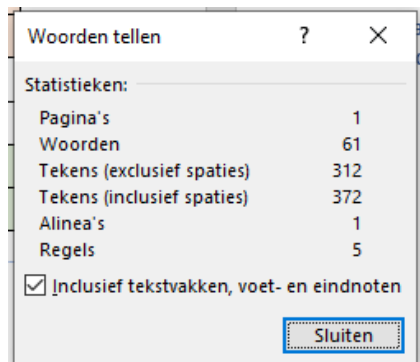 Woorden tellen ? ×
Statistieken:
Pagina's 1
Woorden 61
Tekens (exclusief spaties) 312
Tekens (inclusief spaties) 372
Alinea's 1
Regels 5
Inclusief tekstvakken, voet- en eindnoten
Sluiten